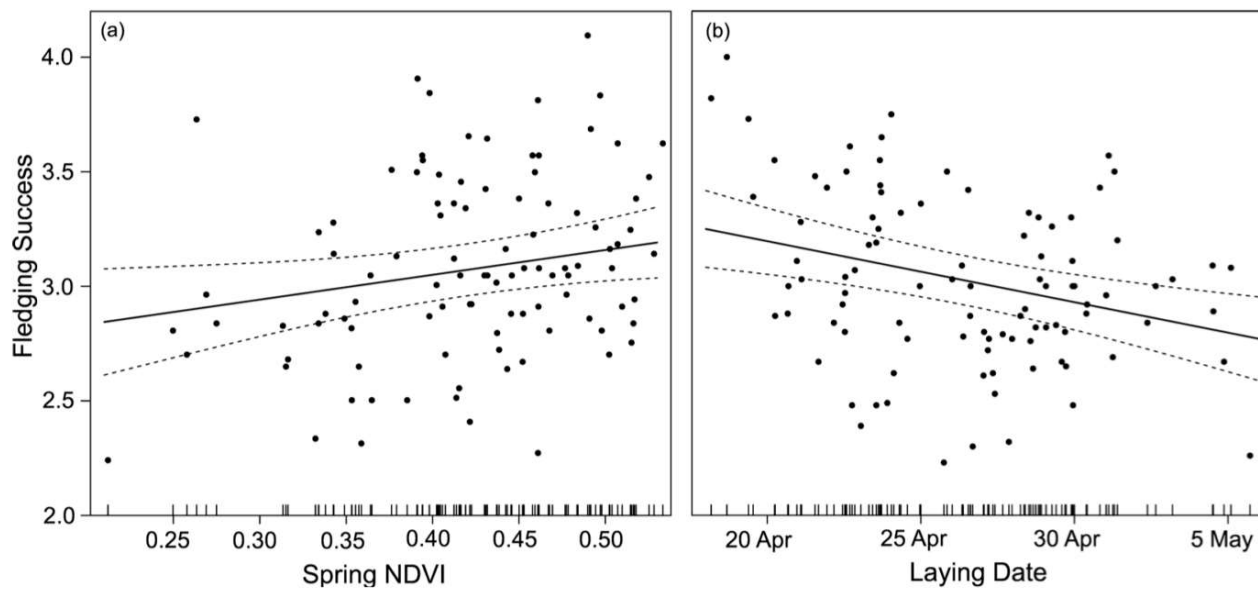 (a)
(b)
Fledging Success
4.0
3.5
3.0
2.5
2.0
0.25 0.30 0.35 0.40 0.45 0.50
Spring NDVI
20 Apr 25 Apr 30 Apr 5 May
Laying Date